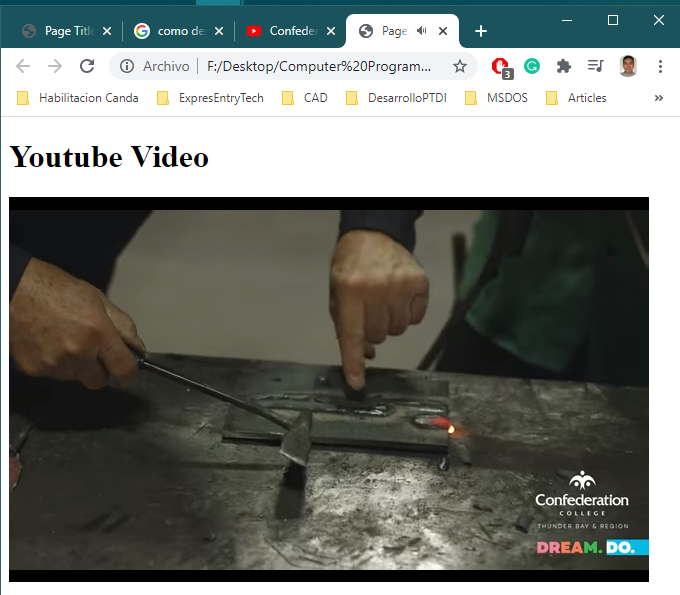 Page Title
como de
Confeder
Page
Archivo
F:/Desktop/Computer%20Program...
3
Habilitacion Canda
ExpresEntryTech
CAD
DesarrolloPTDI
MSDOS
Articles
»
Youtube Video
Confederation
COLLEGE
THUNDER BAY & REGION
DREAM. DO.